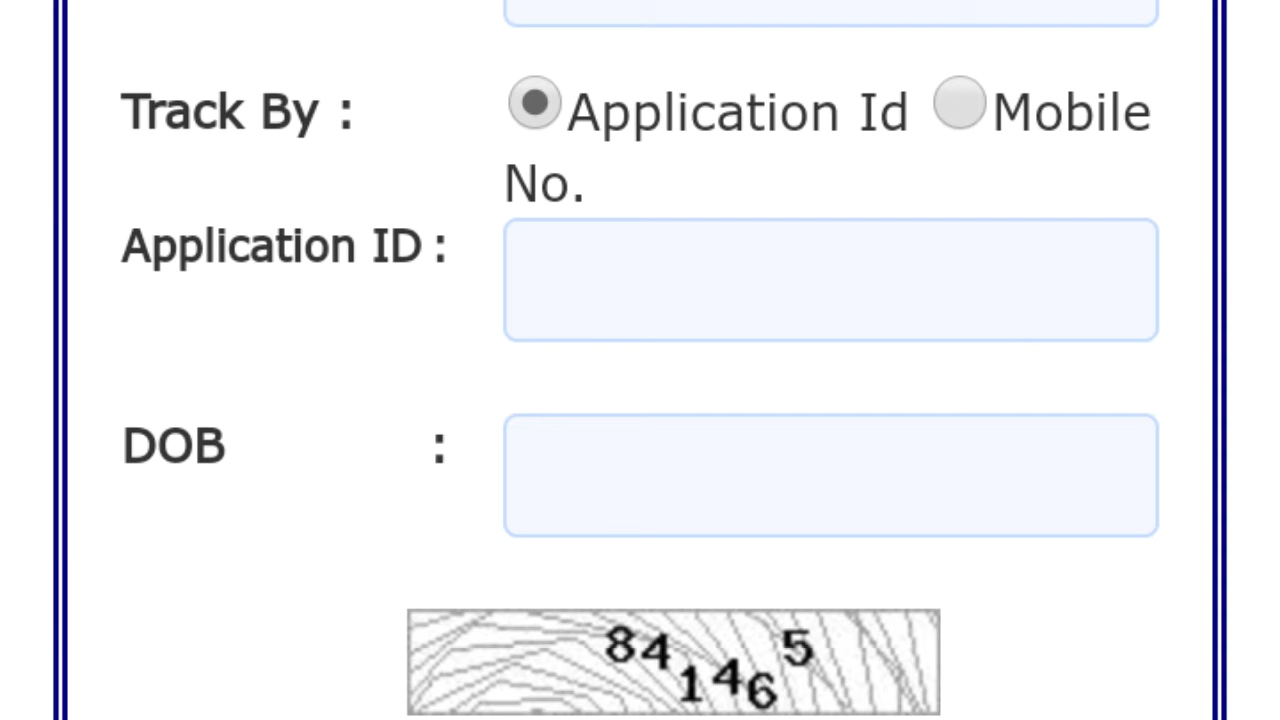 Track By : Application Id Mobile
No.
Application ID :
DOB :
841465